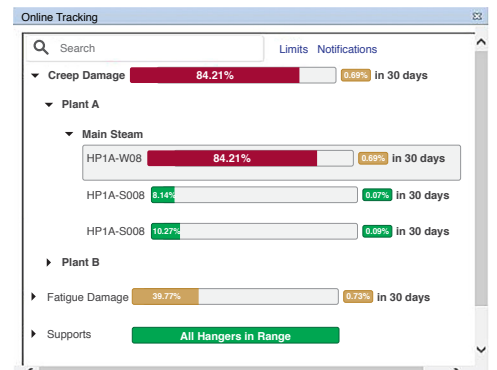 Online Tracking
Search Limits Notifications
Creep Damage 84.21% 0.69% in 30 days
Plant A
Main Steam
HP1A-W08 84.21% 0.69% in 30 days
HP1A-S008 8.14% 0.07% in 30 days
HP1A-S008 10.27% 0.09% in 30 days
Plant B
Fatigue Damage 39.77% 0.73% in 30 days
Supports All Hangers in Range